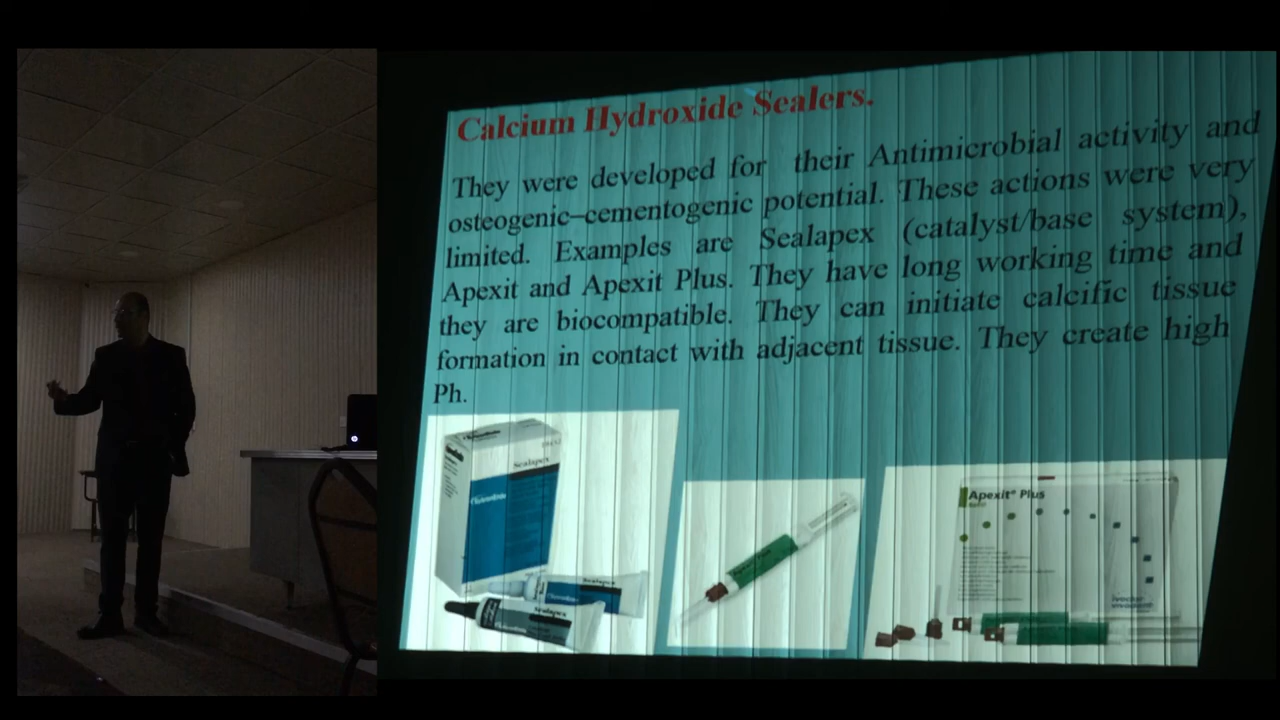 Calcium Hydroxide Sealers.
They were developed for their Antimicrobial activity and
osteogenic–cementogenic potential. These actions were very
limited. Examples are Sealapex (catalyst/base system),
Apexit and Apexit Plus. They have long working time and
they are biocompatible. They can initiate calcific tissue
formation in contact with adjacent tissue. They create high
Ph.
Sealapex
Sealapex
Sealapex
Apexit® Plus